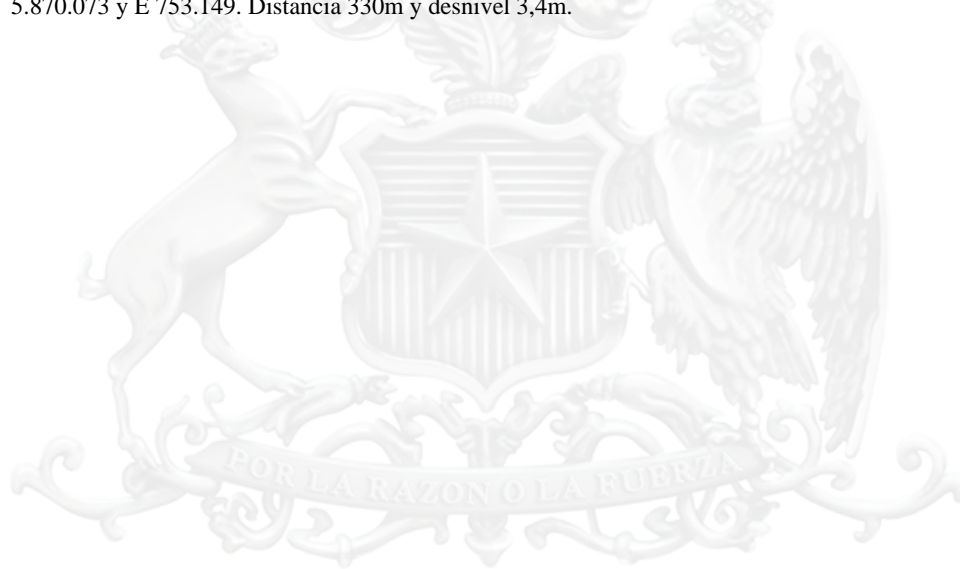 5.870.073 y E 753.149. Distancia 330m y desnivel 3,4m.
POR LA RAZON O LA FUERZA